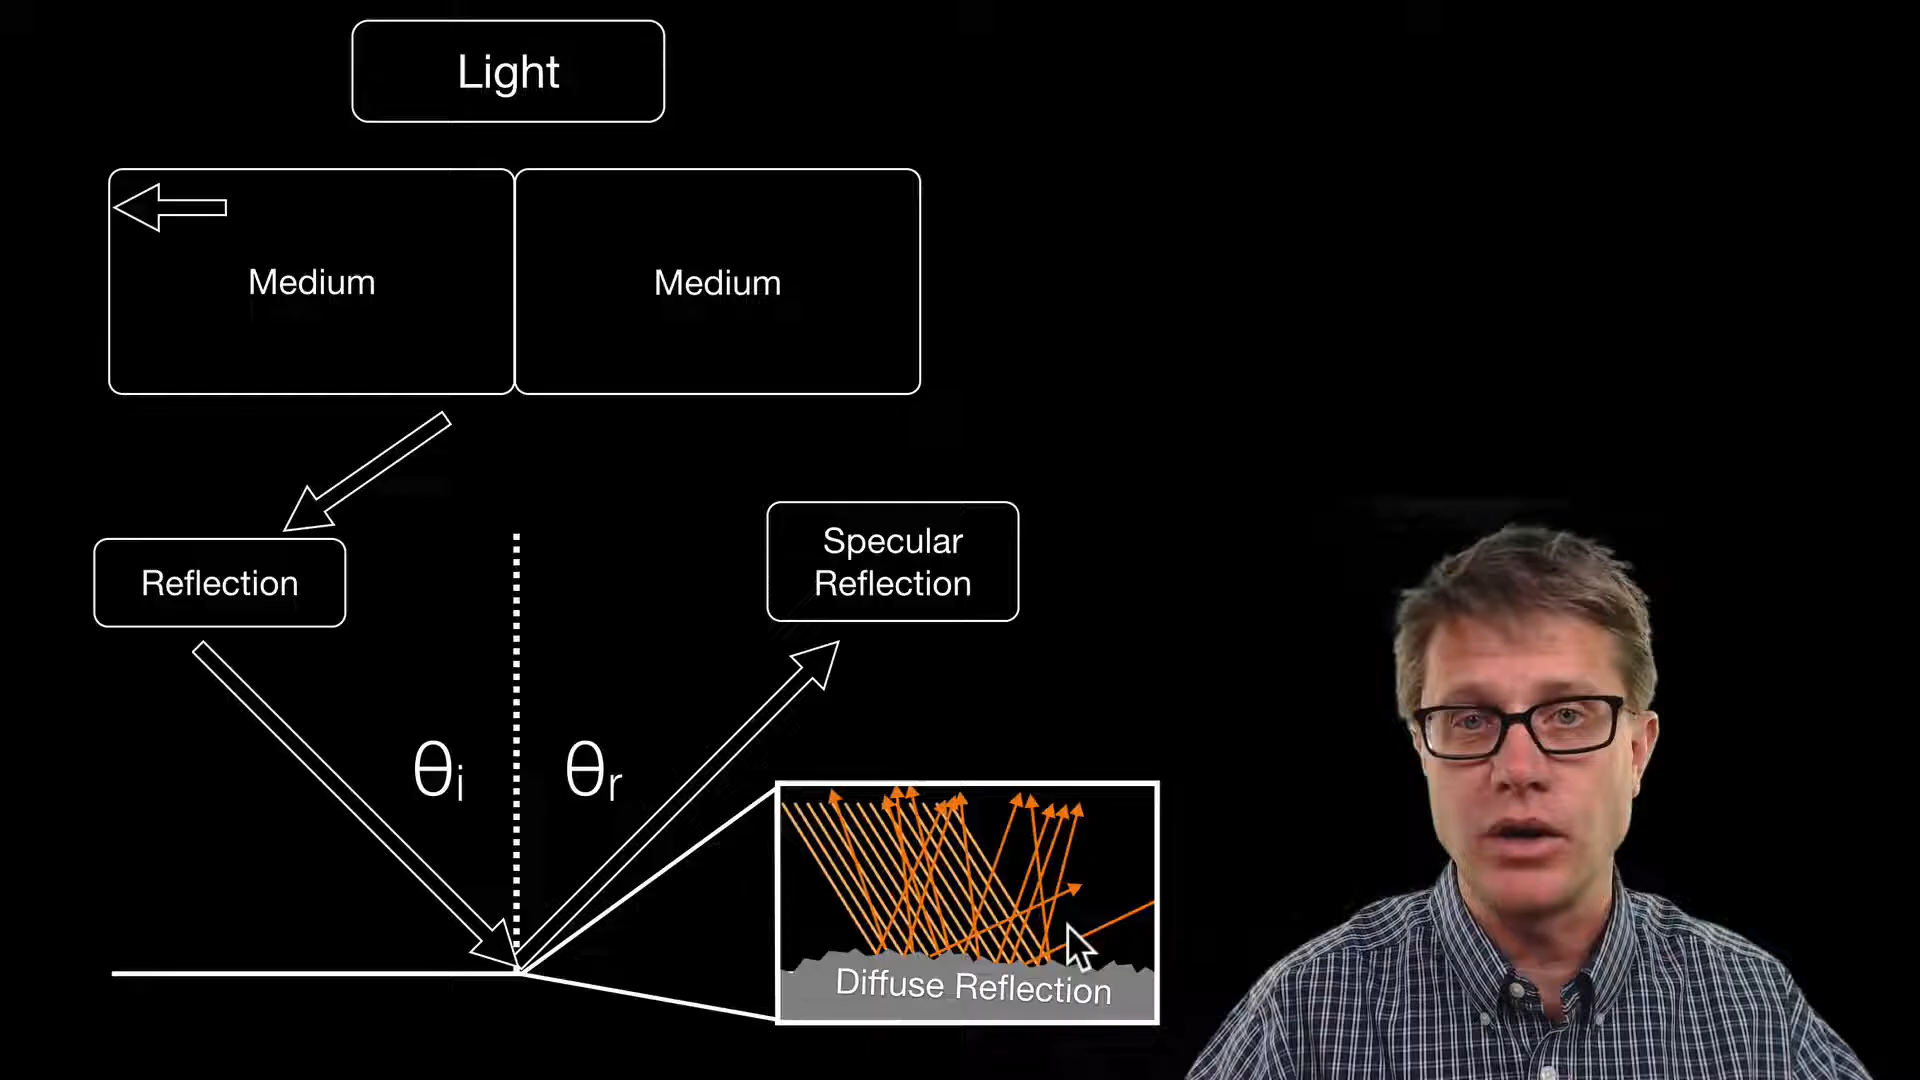 Light
Medium
Medium
Reflection
Specular
Reflection
θi
θr
Diffuse Reflection